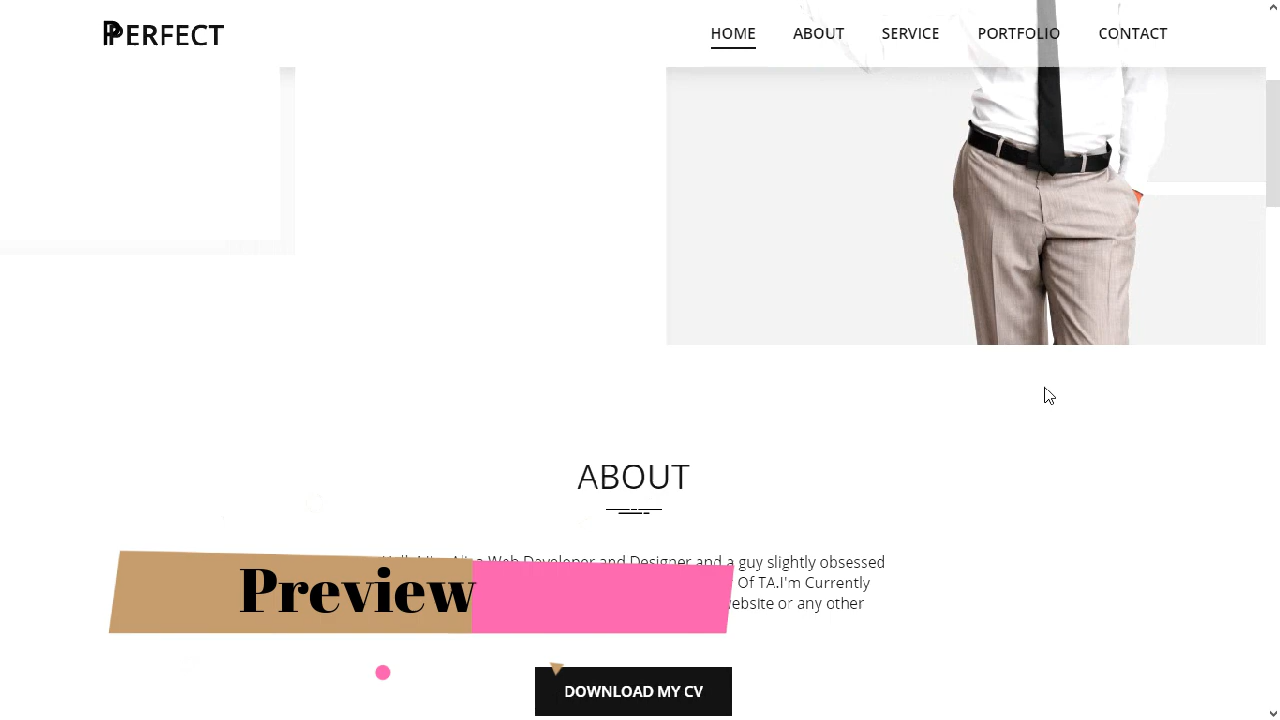 PERFECT
HOME ABOUT SERVICE PORTFOLIO CONTACT
ABOUT
Web Developer and Designer and a guy slightly obsessed
Of TA.I'm Currently
website or any other
Preview
DOWNLOAD MY CV